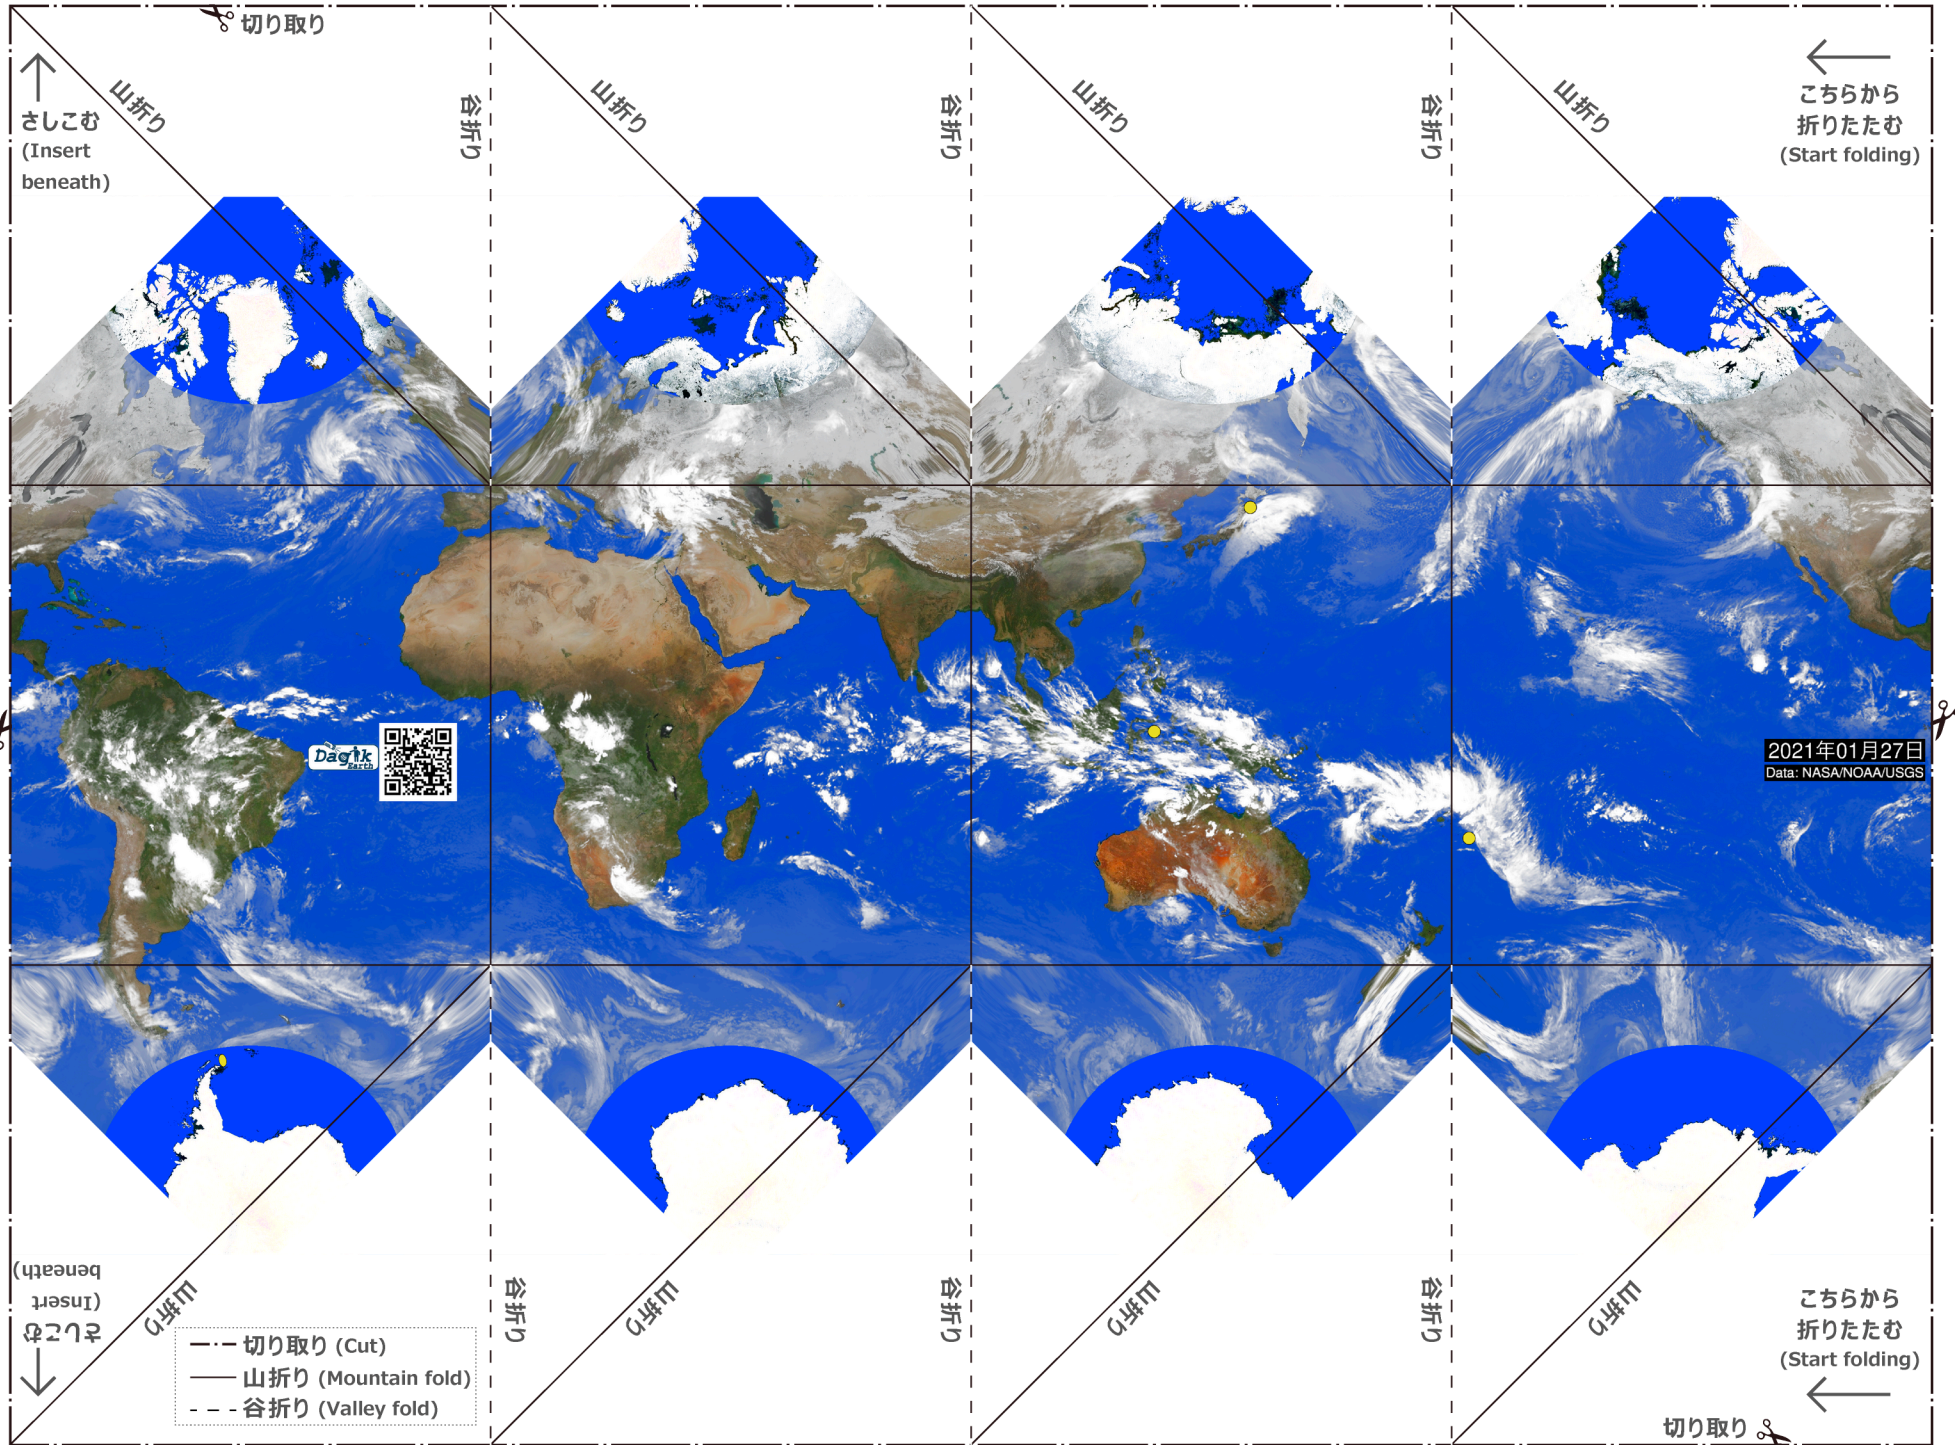 切り取り
さしこむ
(Insert
beneath)
山折り
谷折り
山折り
谷折り
山折り
谷折り
山折り
こちらから
折りたたむ
(Start folding)
Dagik
Earth
2021年01月27日
Data: NASA/NOAA/USGS
さしこむ
(Insert
beneath)
山折り
谷折り
山折り
谷折り
山折り
谷折り
山折り
こちらから
折りたたむ
(Start folding)
切り取り (Cut)
山折り (Mountain fold)
谷折り (Valley fold)
切り取り